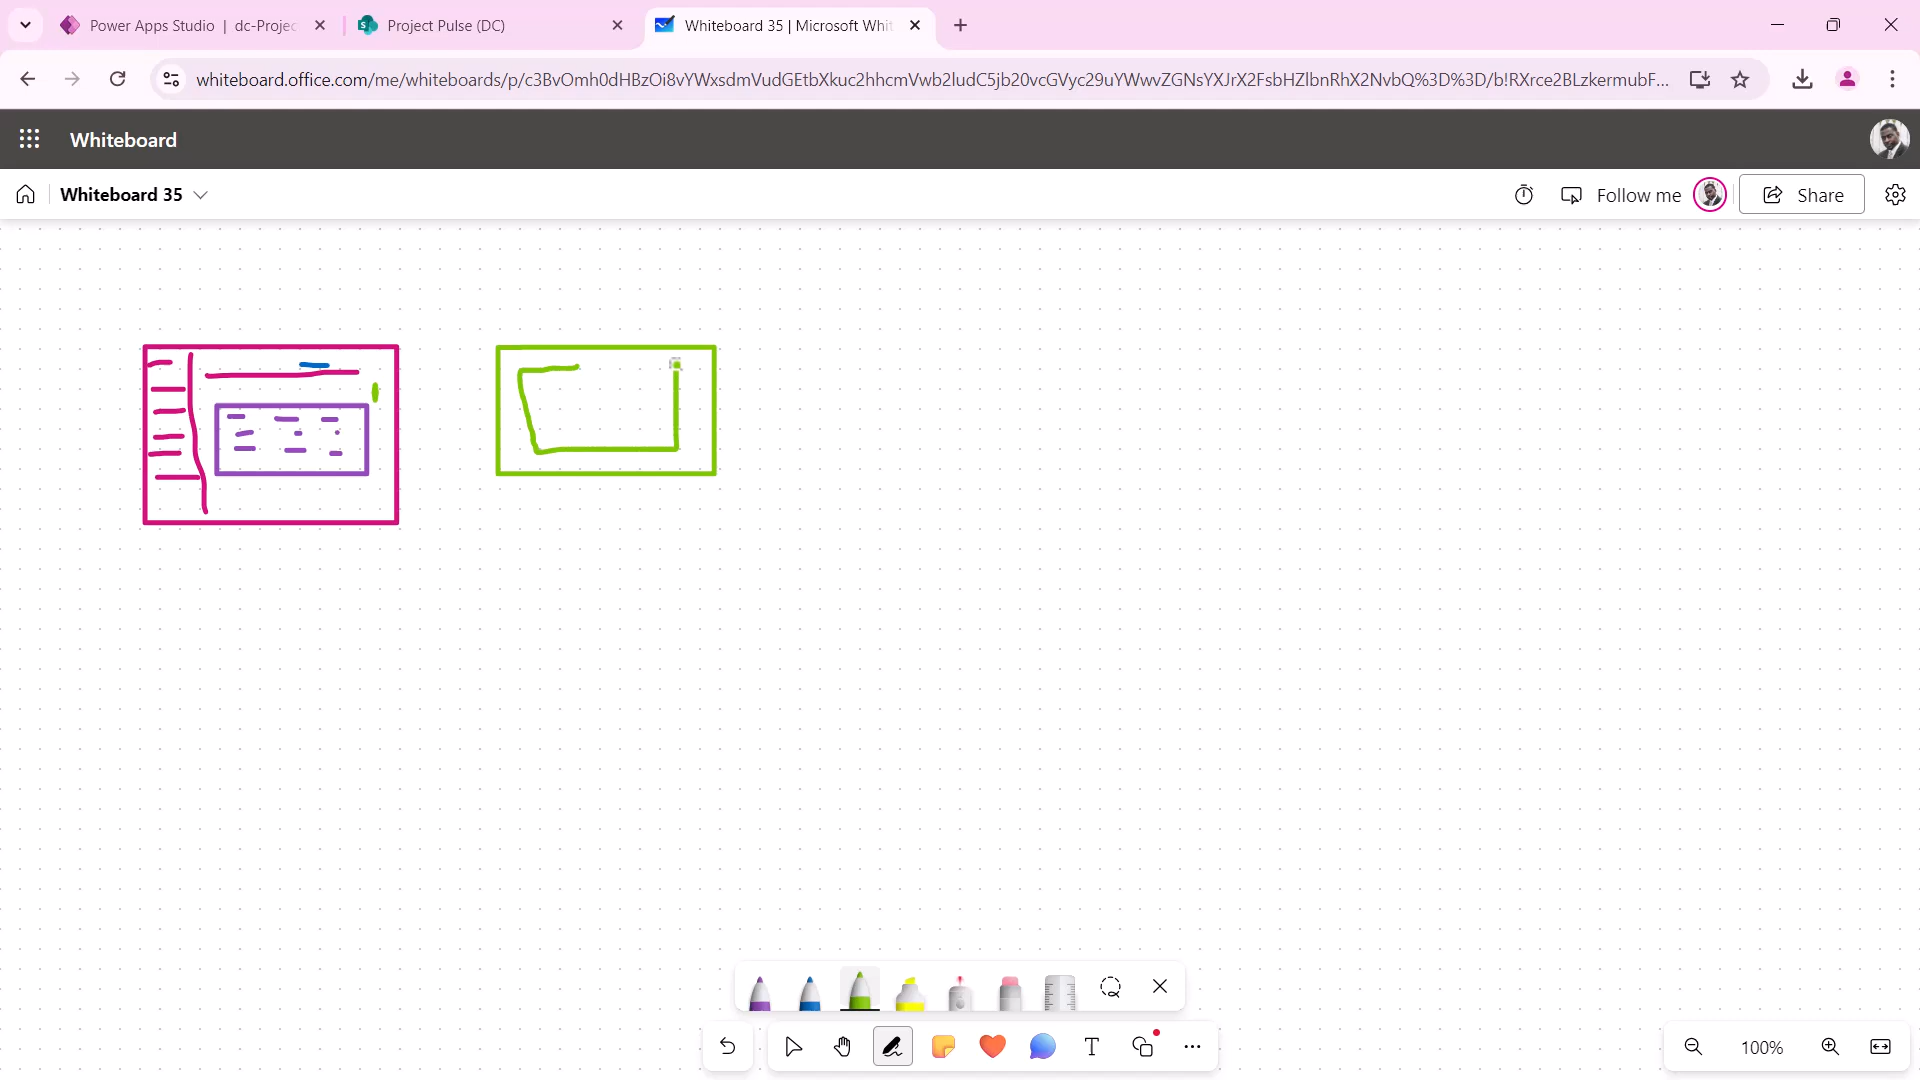 Power Apps Studio | dc-Projec
Project Pulse (DC)
Whiteboard 35 | Microsoft Whit
whiteboard.office.com/me/whiteboards/p/c3BvOmh0dHBzOi8vYWxsdmVudGEtbXkuc2hhcmVwb2ludC5jb20vcGVyc29uYWwvZGNsYXJrX2FsbHZlbnRhX2NvbQ%3D%3D/b!RXrce2BLzkermubF...
Whiteboard
Whiteboard 35
Follow me
Share
100%